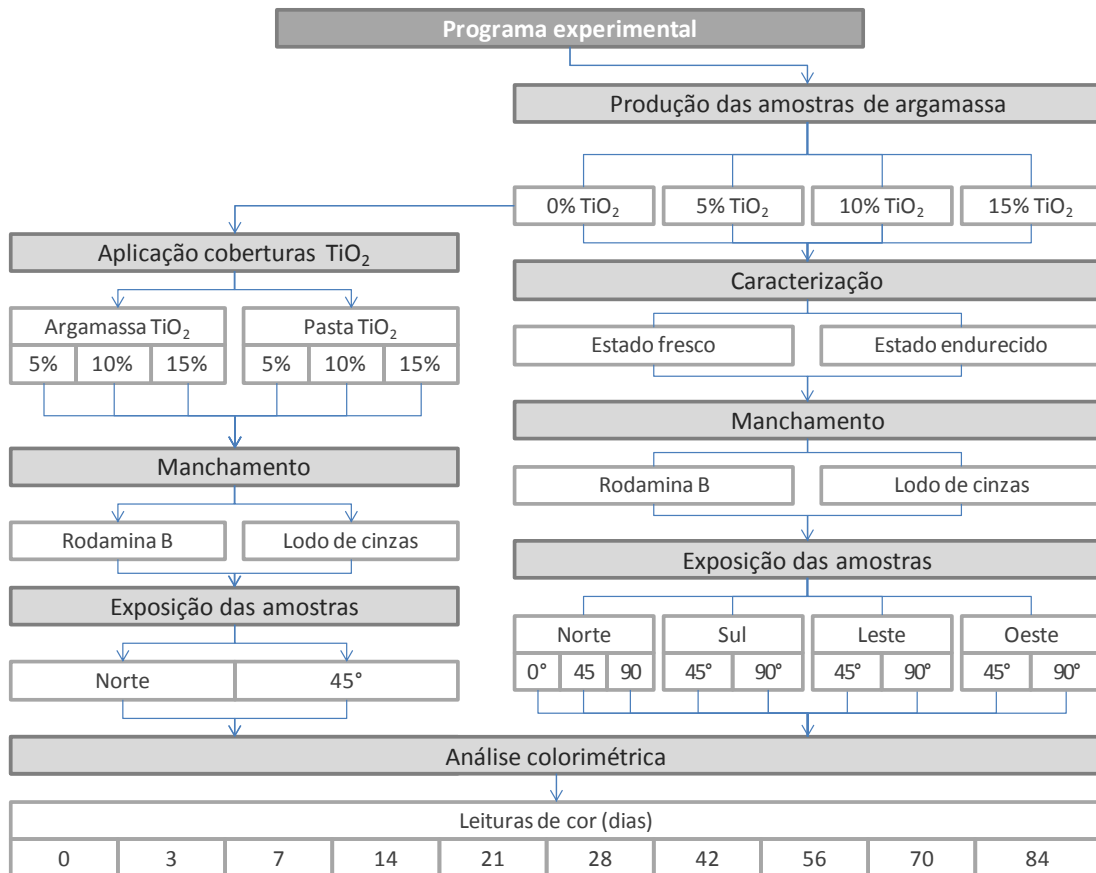 Programa experimental
Produção das amostras de argamassa
0% TiO₂ 5% TiO₂ 10% TiO₂ 15% TiO₂
Aplicação coberturas TiO₂
Caracterização
Argamassa TiO₂ Pasta TiO₂
Estado fresco Estado endurecido
5% 10% 15% 5% 10% 15%
Manchamento
Manchamento
Rodamina B Lodo de cinzas
Rodamina B Lodo de cinzas
Exposição das amostras
Exposição das amostras
Norte Sul Leste Oeste
Norte 45°
0° 45 90 45° 90° 45° 90° 45° 90°
Análise colorimétrica
Leituras de cor (dias)
0 3 7 14 21 28 42 56 70 84